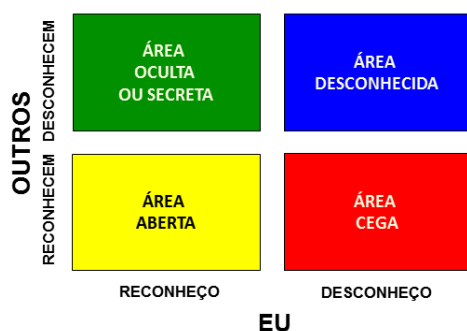 OUTROS
DESCONHECEM
RECONHECEM
ÁREA
OCULTA
OU SECRETA
ÁREA
DESCONHECIDA
ÁREA
ABERTA
ÁREA
CEGA
RECONHEÇO
DESCONHEÇO
EU